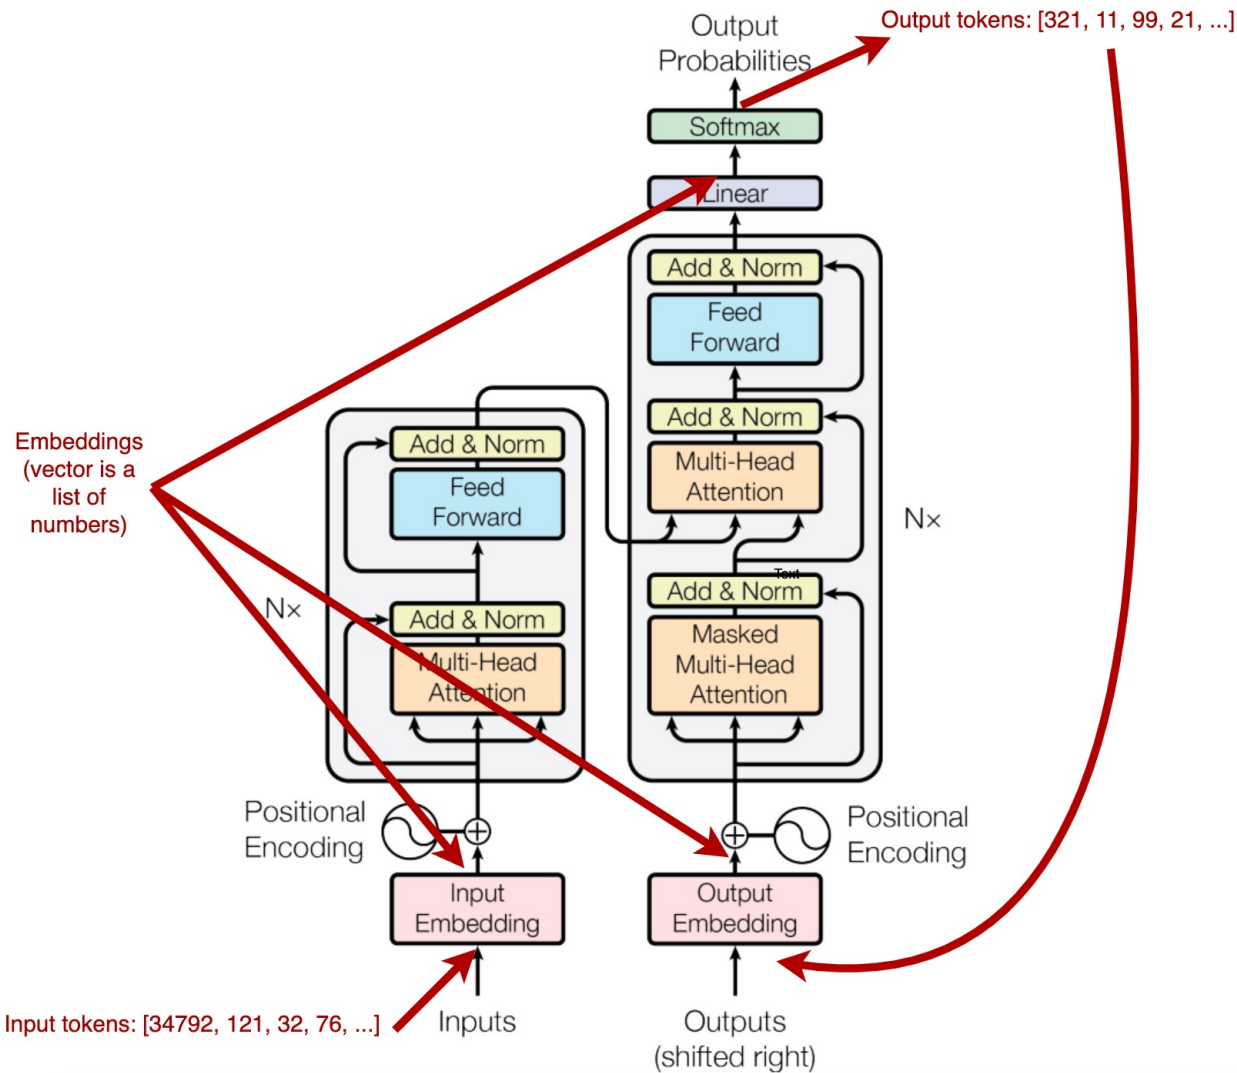 Output tokens: [321, 11, 99, 21, ...]
Output
Probabilities
Softmax
Linear
Add & Norm
Feed
Forward
Add & Norm
Multi-Head
Attention
Nx
Text
Add & Norm
Masked
Multi-Head
Attention
Embeddings
(vector is a
list of
numbers)
Add & Norm
Feed
Forward
Nx
Add & Norm
Multi-Head
Attention
Positional
Encoding
Positional
Encoding
Input
Embedding
Output
Embedding
Input tokens: [34792, 121, 32, 76, ...]
Inputs
Outputs
(shifted right)